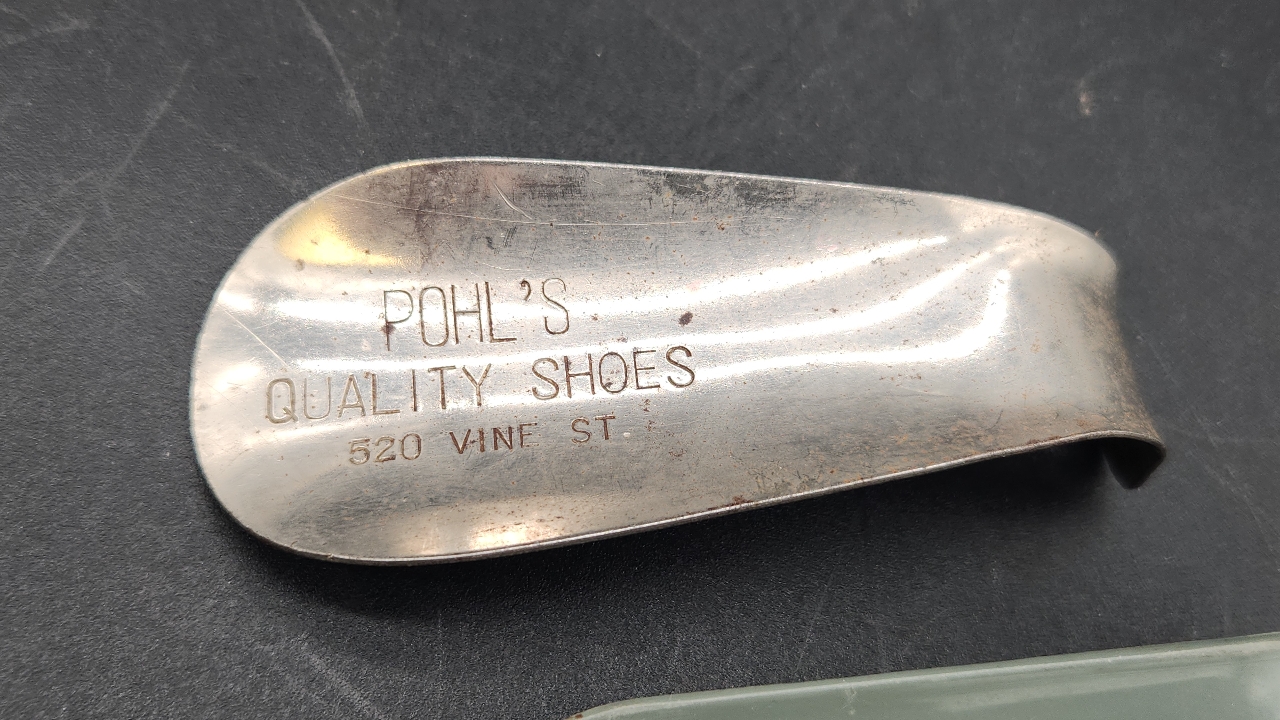 POHL'S
QUALITY SHOES
520 VINE ST